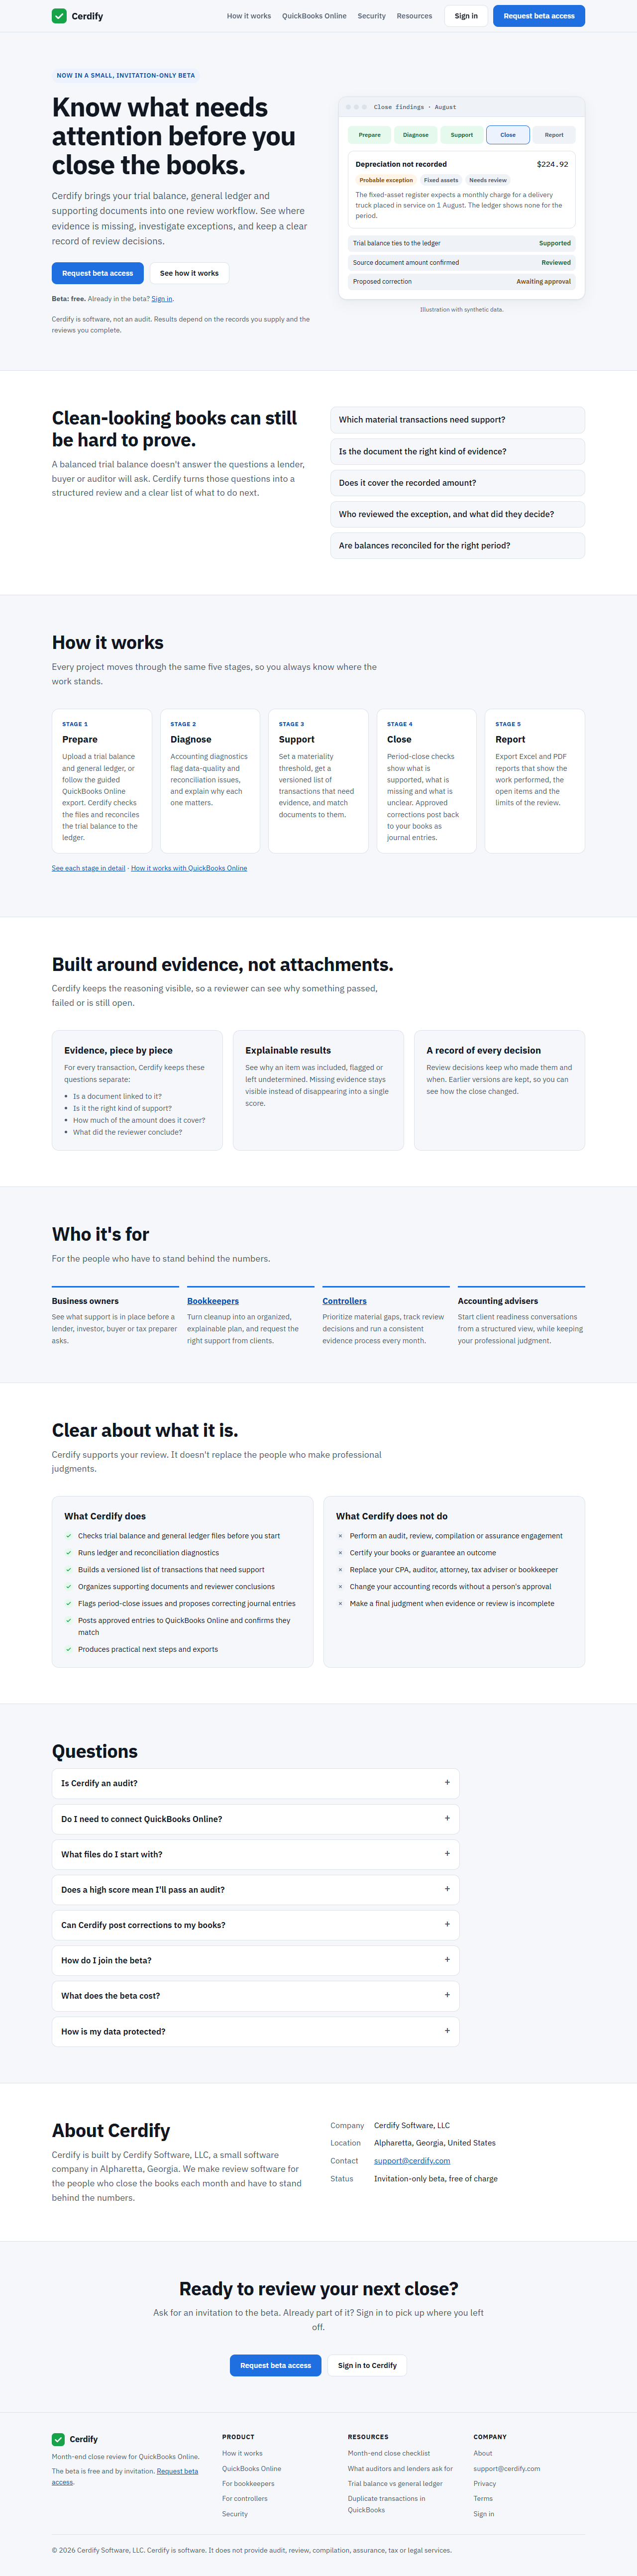 Cerdify
How it works
QuickBooks Online
Security
Resources
Sign in
Request beta access
NOW IN A SMALL, INVITATION-ONLY BETA
Know what needs
attention before you
close the books.
Cerdify brings your trial balance, general ledger and
supporting documents into one review workflow. See where
evidence is missing, investigate exceptions, and keep a clear
record of review decisions.
Request beta access
See how it works
Beta: free. Already in the beta? Sign in.
Cerdify is software, not an audit. Results depend on the records you supply and the
reviews you complete.
Close findings · August
Prepare
Diagnose
Support
Close
Report
Depreciation not recorded
$224.92
Probable exception
Fixed assets
Needs review
The fixed-asset register expects a monthly charge for a delivery
truck placed in service on 1 August. The ledger shows none for the
period.
Trial balance ties to the ledger
Supported
Source document amount confirmed
Reviewed
Proposed correction
Awaiting approval
Illustration with synthetic data.
Clean-looking books can still
be hard to prove.
A balanced trial balance doesn't answer the questions a lender,
buyer or auditor will ask. Cerdify turns those questions into a
structured review and a clear list of what to do next.
Which material transactions need support?
Is the document the right kind of evidence?
Does it cover the recorded amount?
Who reviewed the exception, and what did they decide?
Are balances reconciled for the right period?
How it works
Every project moves through the same five stages, so you always know where the
work stands.
STAGE 1
Prepare
Upload a trial balance
and general ledger, or
follow the guided
QuickBooks Online
export. Cerdify checks
the files and reconciles
the trial balance to the
ledger.
STAGE 2
Diagnose
Accounting diagnostics
flag data-quality and
reconciliation issues,
and explain why each
one matters.
STAGE 3
Support
Set a materiality
threshold, get a
versioned list of
transactions that need
evidence, and match
documents to them.
STAGE 4
Close
Period-close checks
show what is
supported, what is
missing and what is
unclear. Approved
corrections post back
to your books as
journal entries.
STAGE 5
Report
Export Excel and PDF
reports that show the
work performed, the
open items and the
limits of the review.
See each stage in detail · How it works with QuickBooks Online
Built around evidence, not attachments.
Cerdify keeps the reasoning visible, so a reviewer can see why something passed,
failed or is still open.
Evidence, piece by piece
For every transaction, Cerdify keeps these
questions separate:
• Is a document linked to it?
• Is it the right kind of support?
• How much of the amount does it cover?
• What did the reviewer conclude?
Explainable results
See why an item was included, flagged or
left undetermined. Missing evidence stays
visible instead of disappearing into a single
score.
A record of every decision
Review decisions keep who made them and
when. Earlier versions are kept, so you can
see how the close changed.
Who it's for
For the people who have to stand behind the numbers.
Business owners
See what support is in place before a
lender, investor, buyer or tax preparer
asks.
Bookkeepers
Turn cleanup into an organized,
explainable plan, and request the
right support from clients.
Controllers
Prioritize material gaps, track review
decisions and run a consistent
evidence process every month.
Accounting advisers
Start client readiness conversations
from a structured view, while keeping
your professional judgment.
Clear about what it is.
Cerdify supports your review. It doesn't replace the people who make professional
judgments.
What Cerdify does
Checks trial balance and general ledger files before you start
Runs ledger and reconciliation diagnostics
Builds a versioned list of transactions that need support
Organizes supporting documents and reviewer conclusions
Flags period-close issues and proposes correcting journal entries
Posts approved entries to QuickBooks Online and confirms they
match
Produces practical next steps and exports
What Cerdify does not do
Perform an audit, review, compilation or assurance engagement
Certify your books or guarantee an outcome
Replace your CPA, auditor, attorney, tax adviser or bookkeeper
Change your accounting records without a person's approval
Make a final judgment when evidence or review is incomplete
Questions
Is Cerdify an audit? +
Do I need to connect QuickBooks Online? +
What files do I start with? +
Does a high score mean I'll pass an audit? +
Can Cerdify post corrections to my books? +
How do I join the beta? +
What does the beta cost? +
How is my data protected? +
About Cerdify
Cerdify is built by Cerdify Software, LLC, a small software
company in Alpharetta, Georgia. We make review software for
the people who close the books each month and have to stand
behind the numbers.
Company Cerdify Software, LLC
Location Alpharetta, Georgia, United States
Contact support@cerdify.com
Status Invitation-only beta, free of charge
Ready to review your next close?
Ask for an invitation to the beta. Already part of it? Sign in to pick up where you left
off.
Request beta access
Sign in to Cerdify
Cerdify
Month-end close review for QuickBooks Online.
The beta is free and by invitation. Request beta
access.
PRODUCT
How it works
QuickBooks Online
For bookkeepers
For controllers
Security
RESOURCES
Month-end close checklist
What auditors and lenders ask for
Trial balance vs general ledger
Duplicate transactions in
QuickBooks
COMPANY
About
support@cerdify.com
Privacy
Terms
Sign in
© 2026 Cerdify Software, LLC. Cerdify is software. It does not provide audit, review, compilation, assurance, tax or legal services.